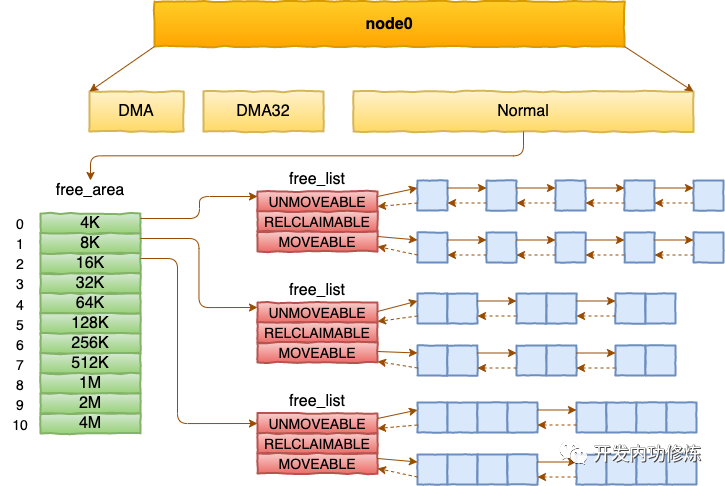 node0
DMA
DMA32
Normal
free_area
0 4K
1 8K
2 16K
3 32K
4 64K
5 128K
6 256K
7 512K
8 1M
9 2M
10 4M
free_list
UNMOVEABLE
RELCLAIMABLE
MOVEABLE
free_list
UNMOVEABLE
RELCLAIMABLE
MOVEABLE
free_list
UNMOVEABLE
RELCLAIMABLE
MOVEABLE
开发内功修炼